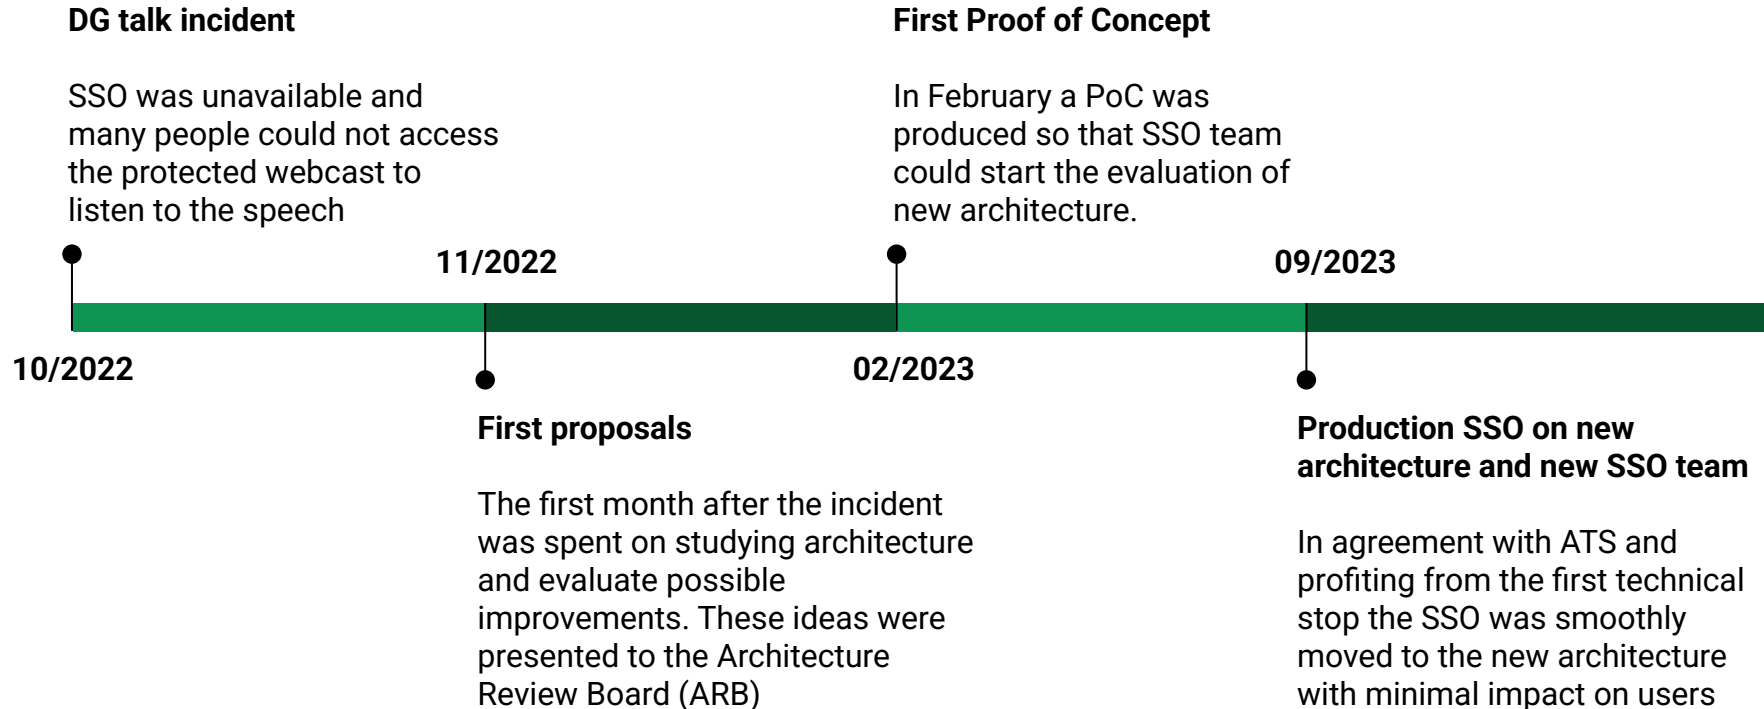 DG talk incident
SSO was unavailable and
many people could not access
the protected webcast to
listen to the speech
10/2022
11/2022
First proposals
The first month after the incident
was spent on studying architecture
and evaluate possible
improvements. These ideas were
presented to the Architecture
Review Board (ARB)
First Proof of Concept
In February a PoC was
produced so that SSO team
could start the evaluation of
new architecture.
02/2023
09/2023
Production SSO on new
architecture and new SSO team
In agreement with ATS and
profiting from the first technical
stop the SSO was smoothly
moved to the new architecture
with minimal impact on users